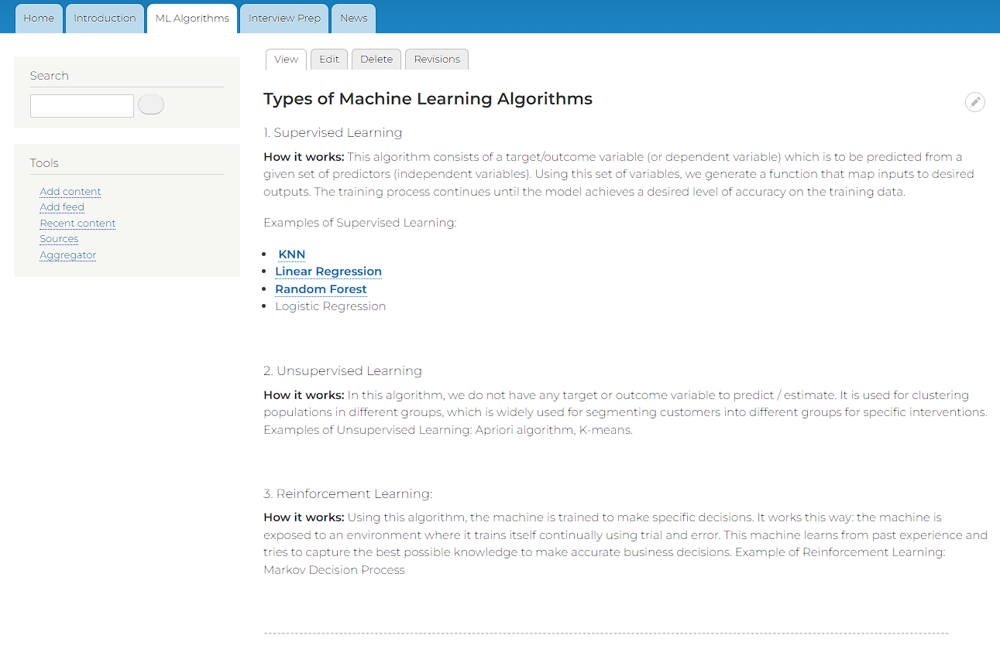 Home Introduction ML Algorithms Interview Prep News
Search
Tools
Add content
Add feed
Recent content
Sources
Aggregator
View Edit Delete Revisions
Types of Machine Learning Algorithms
1. Supervised Learning
How it works: This algorithm consists of a target/outcome variable (or dependent variable) which is to be predicted from a
given set of predictors (independent variables). Using this set of variables, we generate a function that map inputs to desired
outputs. The training process continues until the model achieves a desired level of accuracy on the training data.
Examples of Supervised Learning:
• KNN
• Linear Regression
• Random Forest
• Logistic Regression
2. Unsupervised Learning
How it works: In this algorithm, we do not have any target or outcome variable to predict / estimate. It is used for clustering
populations in different groups, which is widely used for segmenting customers into different groups for specific interventions.
Examples of Unsupervised Learning: Apriori algorithm, K-means.
3. Reinforcement Learning:
How it works: Using this algorithm, the machine is trained to make specific decisions. It works this way: the machine is
exposed to an environment where it trains itself continually using trial and error. This machine learns from past experience and
tries to capture the best possible knowledge to make accurate business decisions. Example of Reinforcement Learning:
Markov Decision Process